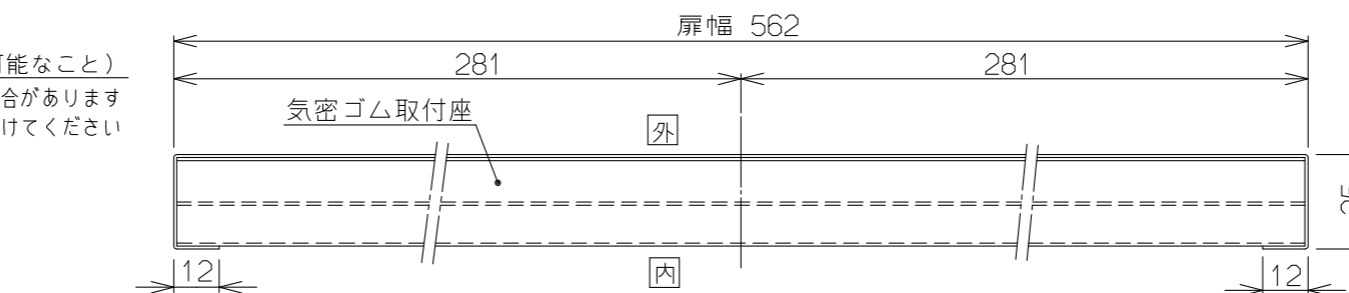 扉幅 562
能なこと)
281
281
合があります
けてください
気密ゴム取付座
外
内
12
12